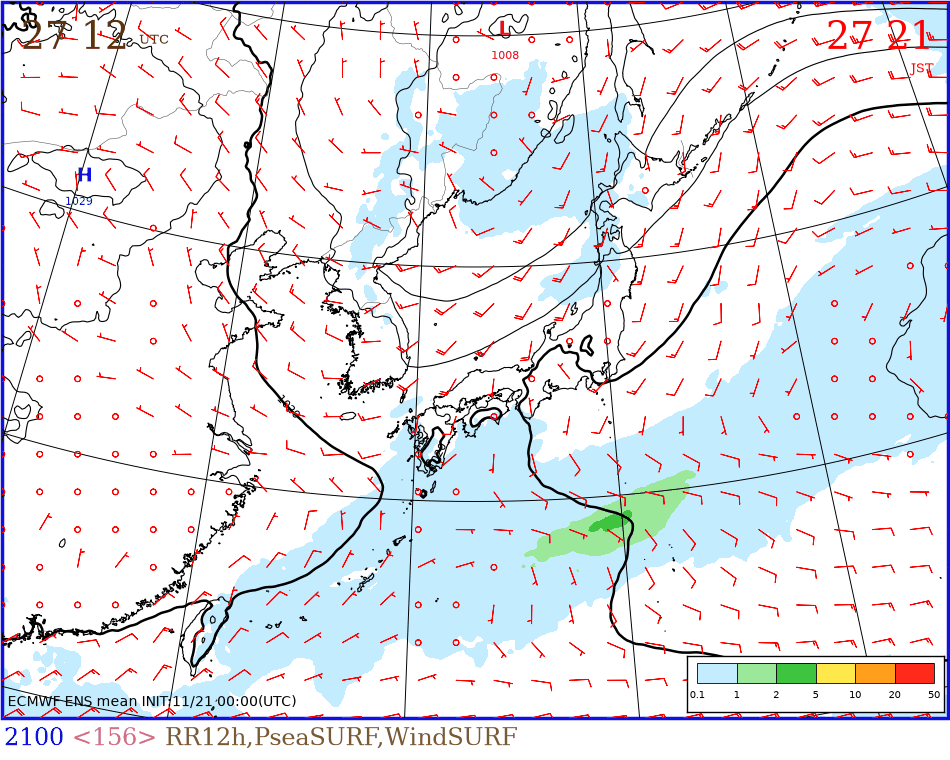 27 12 UTC
27 21
JST
L
1008
H
1029
1020
ECMWF ENS mean INIT:11/21 00:00(UTC)
0.1 1 2 5 10 20 50
2100 <156> RR12h,PseaSURF,WindSURF